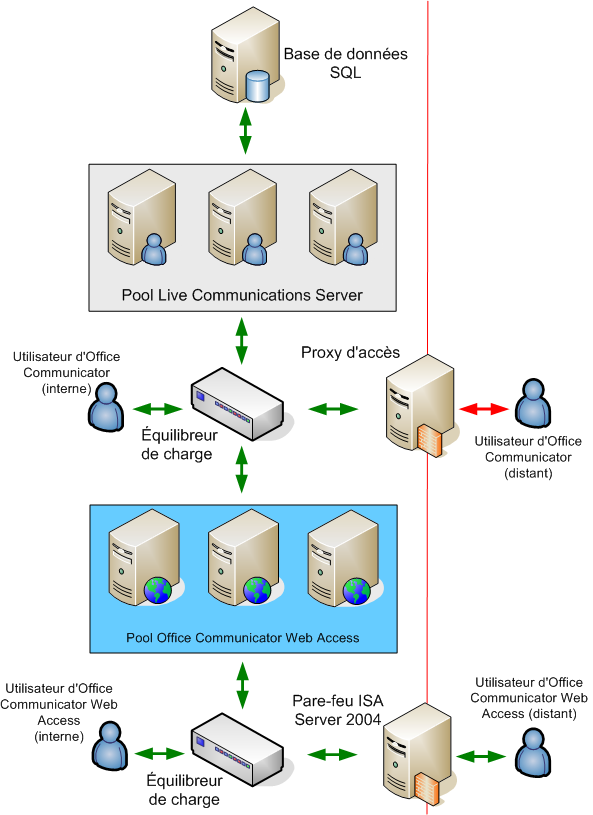 Base de données
SQL
Pool Live Communications Server
Utilisateur d'Office
Communicator
(interne)
Proxy d'accès
Équilibreur
de charge
Utilisateur d'Office
Communicator
(distant)
Pool Office Communicator Web Access
Utilisateur d'Office
Communicator Web
Access
(interne)
Pare-feu ISA
Server 2004
Utilisateur d'Office
Communicator Web
Access (distant)
Équilibreur
de charge